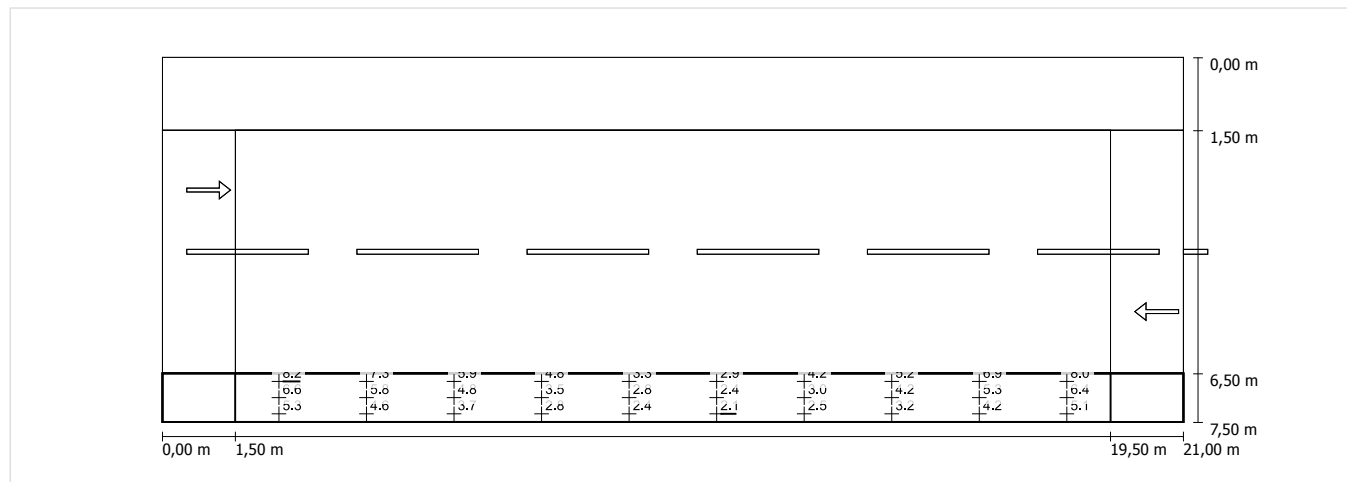 0,00 m
1,50 m
8.2 7.3 5.9 4.8 3.3 2.9 4.2 5.2 6.9 8.0
6,50 m
6.6 5.8 4.8 3.5 2.8 2.4 3.0 4.2 5.3 6.4
5.3 4.6 3.7 2.8 2.4 2.1 2.5 3.2 4.2 5.1
7,50 m
0,00 m 1,50 m 19,50 m 21,00 m